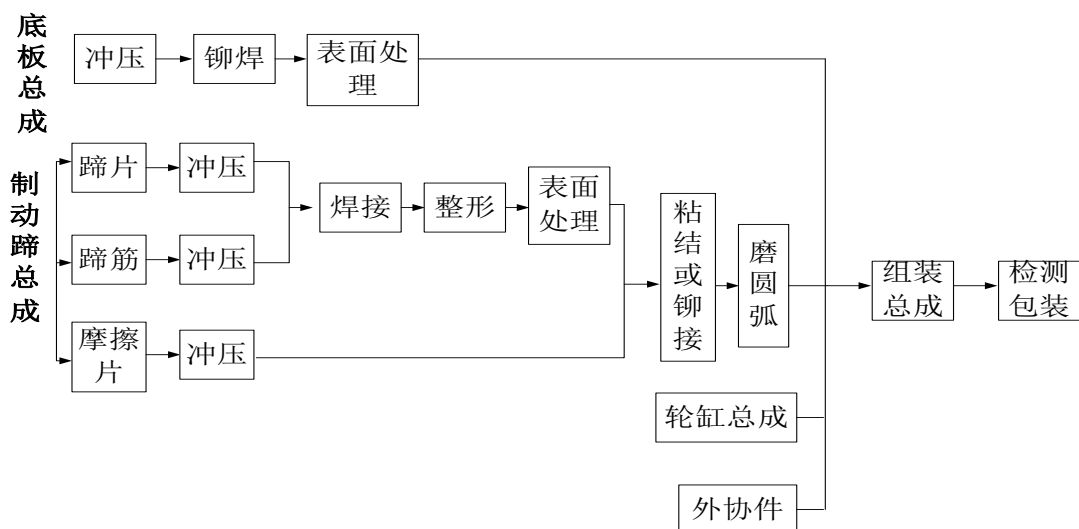 底板总成
冲压
铆焊
表面处
理
制动蹄总成
蹄片
冲压
蹄筋
冲压
摩擦
片
冲压
焊接
整形
表面
处理
粘结或铆接
磨圆弧
组装
总成
检测
包装
轮缸总成
外协件